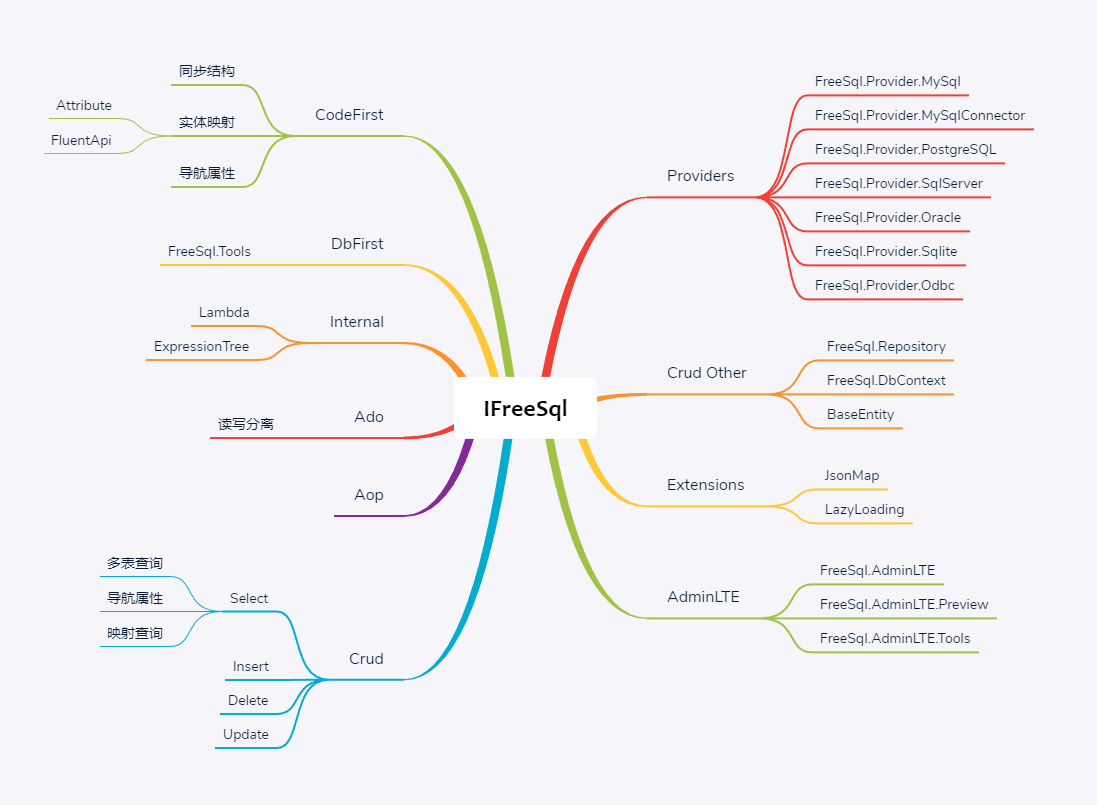 IFreeSql
CodeFirst
同步结构
实体映射
Attribute
FluentApi
导航属性
DbFirst
FreeSql.Tools
Internal
Lambda
ExpressionTree
Ado
读写分离
Aop
Crud
Select
多表查询
导航属性
映射查询
Insert
Delete
Update
Providers
FreeSql.Provider.MySql
FreeSql.Provider.MySqlConnector
FreeSql.Provider.PostgreSQL
FreeSql.Provider.SqlServer
FreeSql.Provider.Oracle
FreeSql.Provider.Sqlite
FreeSql.Provider.Odbc
Crud Other
FreeSql.Repository
FreeSql.DbContext
BaseEntity
Extensions
JsonMap
LazyLoading
AdminLTE
FreeSql.AdminLTE
FreeSql.AdminLTE.Preview
FreeSql.AdminLTE.Tools